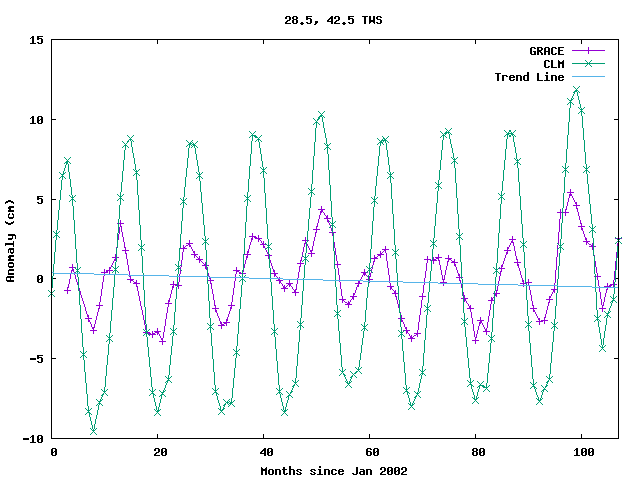 28.5, 42.5 TWS
GRACE
CLM
Trend Line
15
10
5
0
-5
-10
Anomaly (cm)
0 20 40 60 80 100
Months since Jan 2002